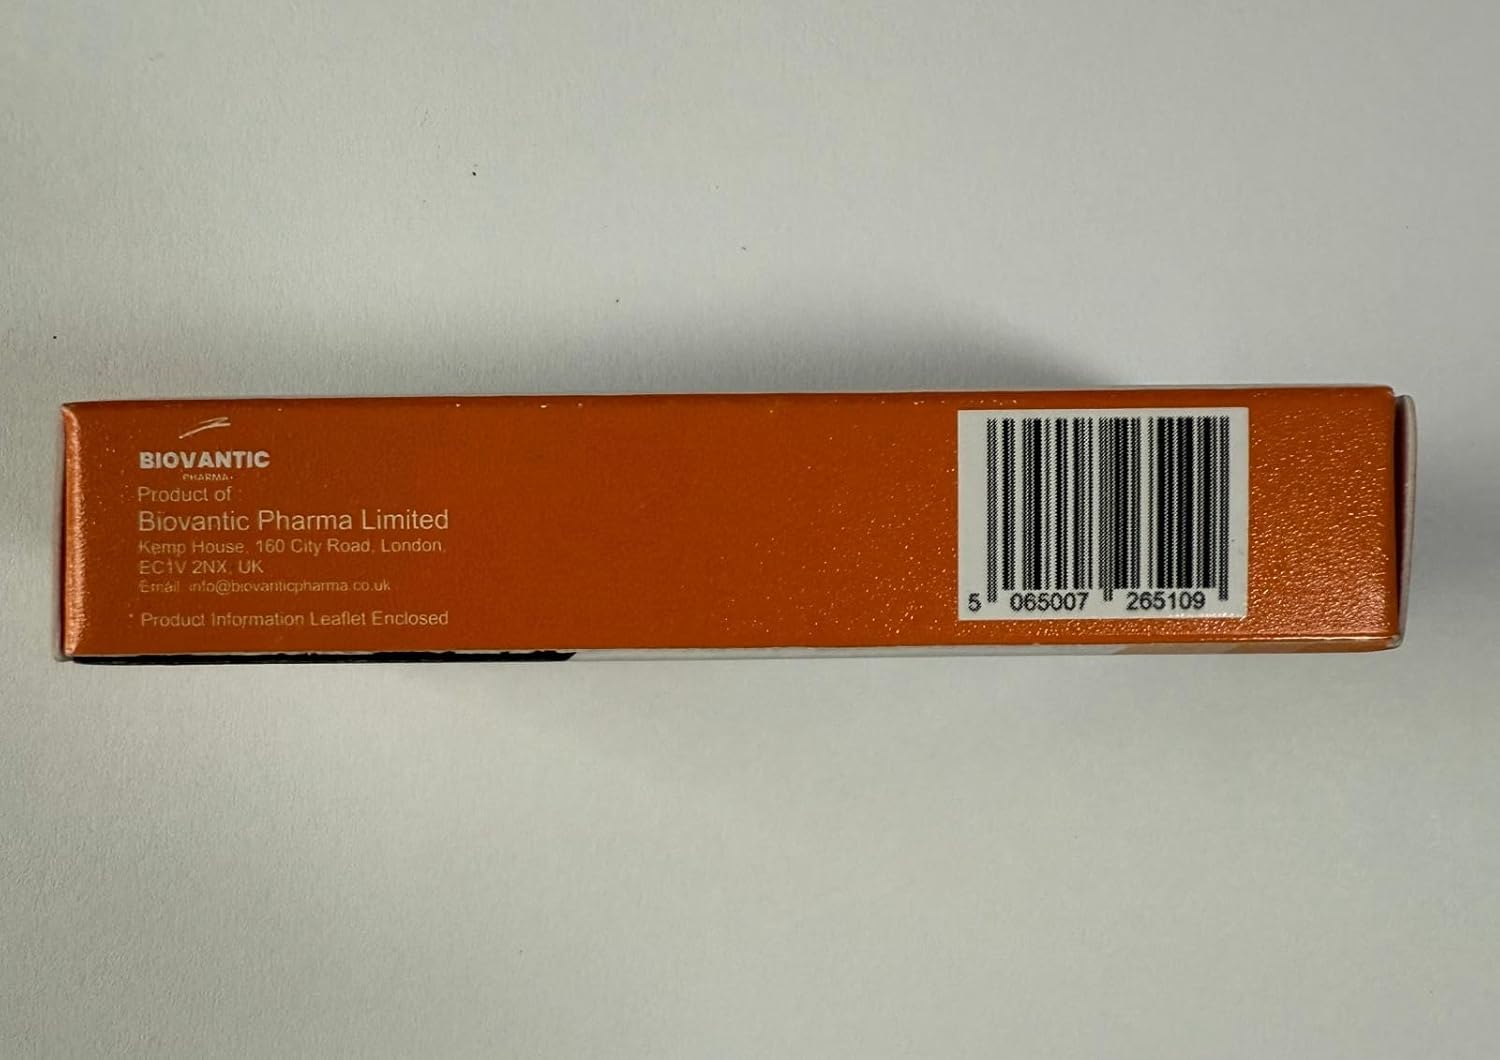 BIOVANTIC
PHARMA
Product of :
Biovantic Pharma Limited
Kemp House, 160 City Road, London,
EC1V 2NX, UK
Email: info@biovanticpharma.co.uk
Product Information Leaflet Enclosed
5 065007 265109